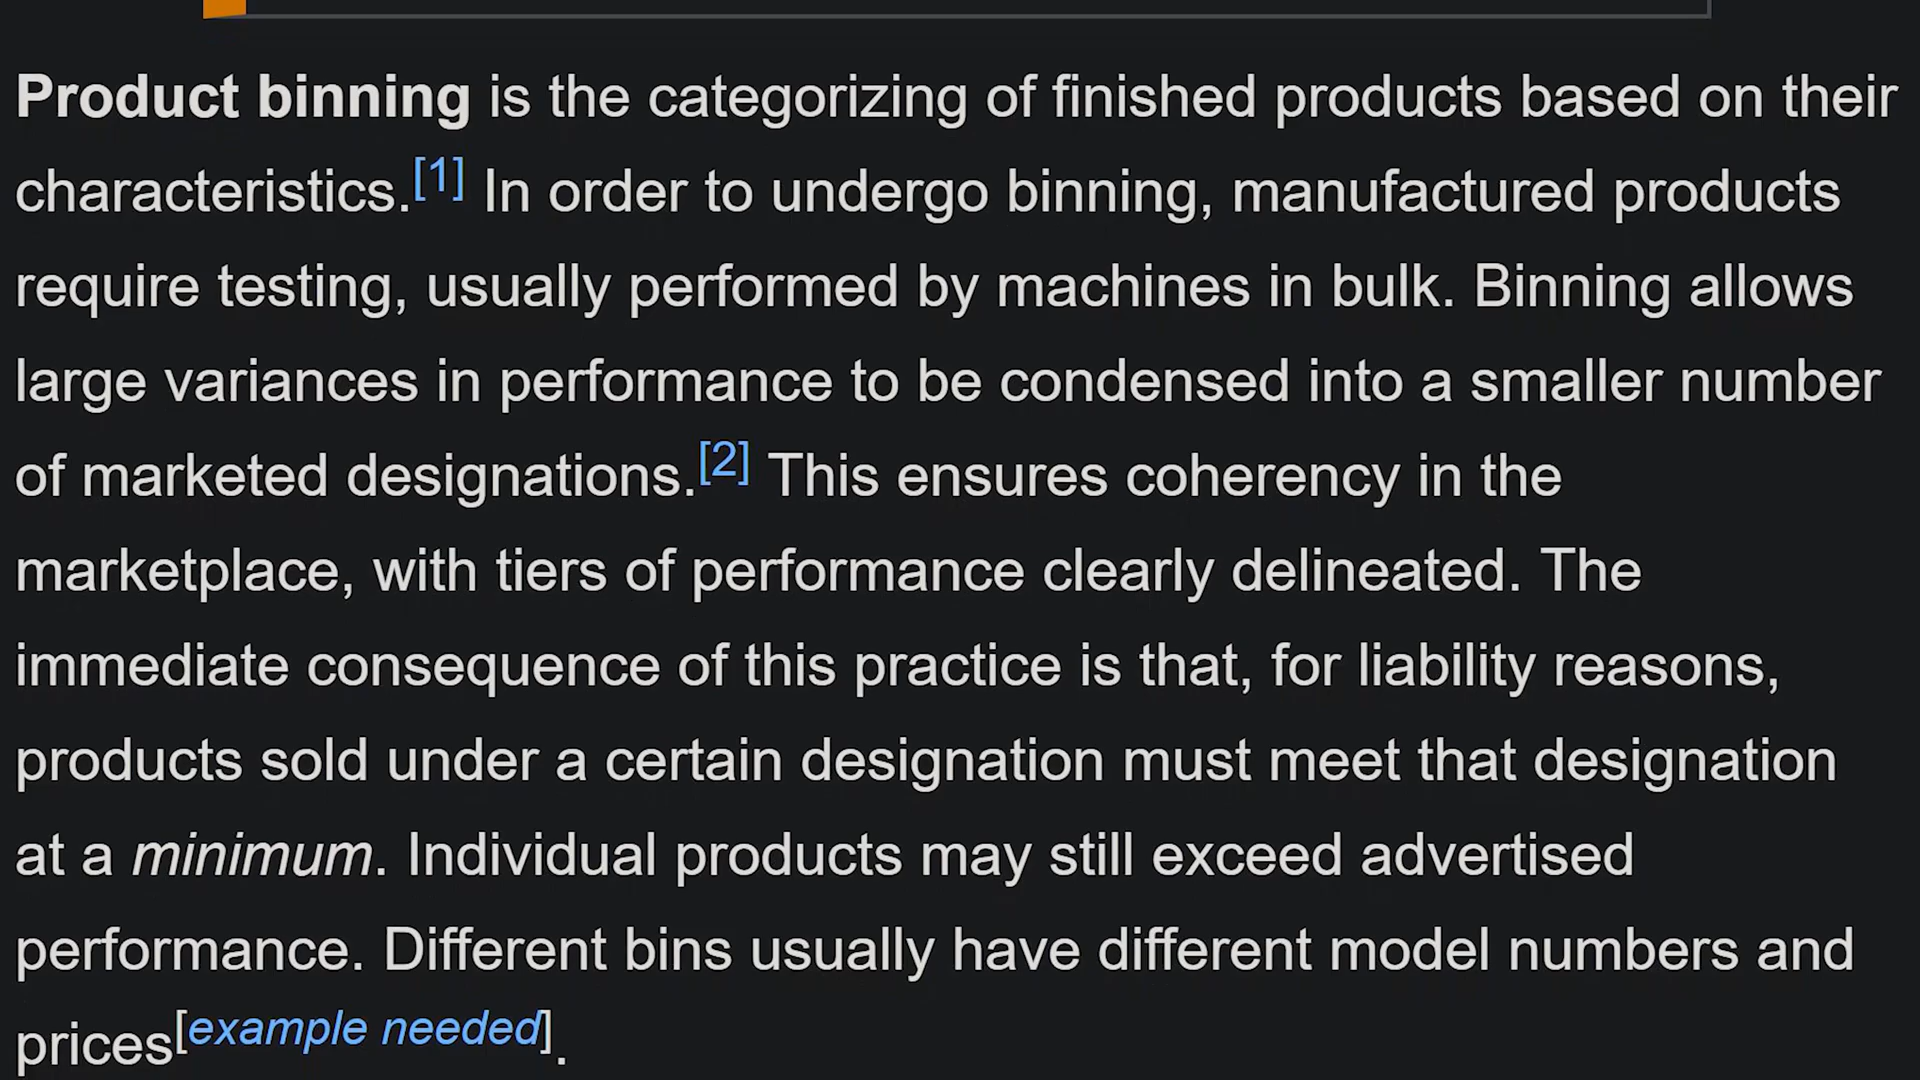 Product binning is the categorizing of finished products based on their
characteristics.[1] In order to undergo binning, manufactured products
require testing, usually performed by machines in bulk. Binning allows
large variances in performance to be condensed into a smaller number
of marketed designations.[2] This ensures coherency in the
marketplace, with tiers of performance clearly delineated. The
immediate consequence of this practice is that, for liability reasons,
products sold under a certain designation must meet that designation
at a minimum. Individual products may still exceed advertised
performance. Different bins usually have different model numbers and
prices[example needed].